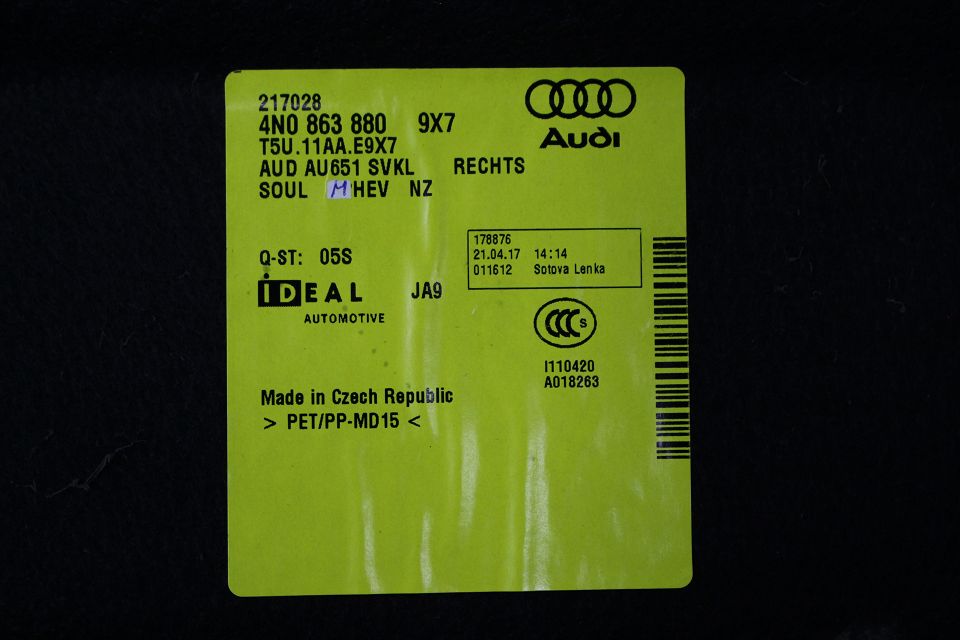 217028
4N0 863 880 9X7
T5U.11AA.E9X7
AUD AU651 SVKL RECHTS
SOUL MHEV NZ
Audi
Q-ST: 05S
178876
21.04.17 14:14
011612 Sotova Lenka
IDEAL JA9
AUTOMOTIVE
CCC S
I110420
A018263
Made in Czech Republic
> PET/PP-MD15 <